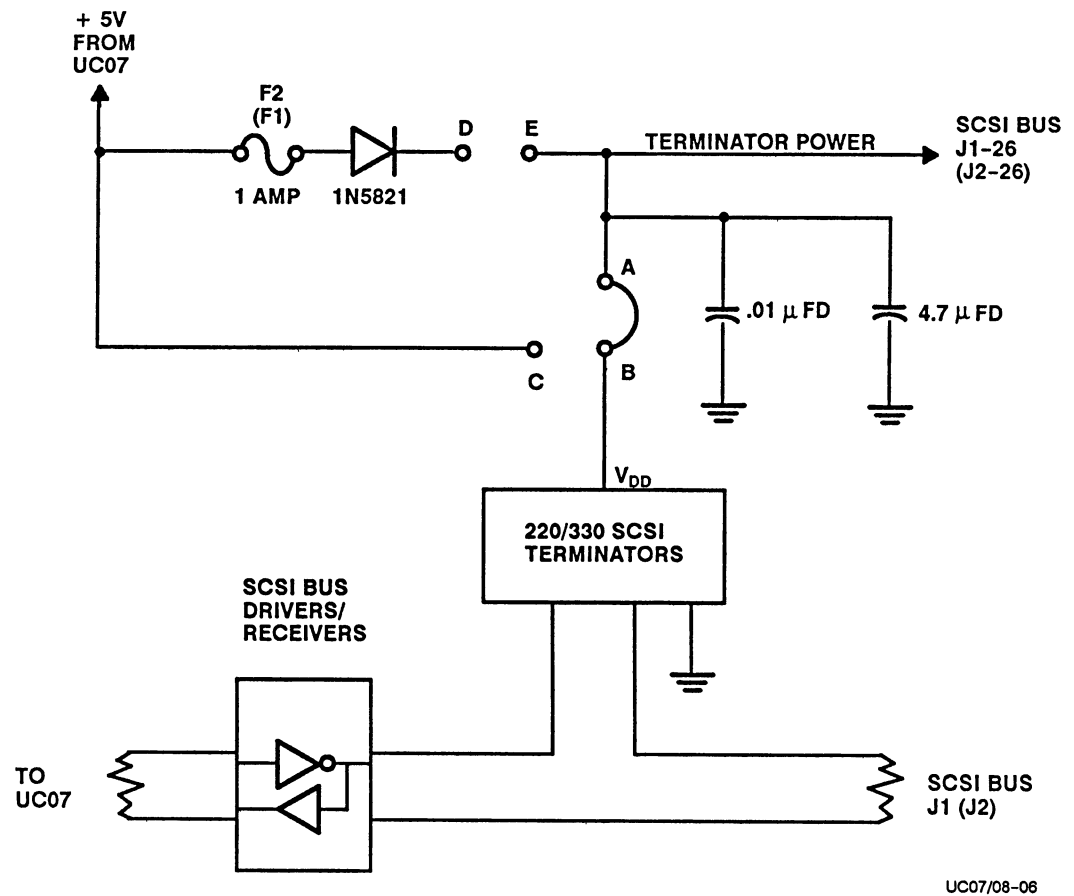 + 5V
FROM
UC07
F2
(F1)
1 AMP
1N5821
D
E
TERMINATOR POWER
SCSI BUS
J1-26
(J2-26)
A
B
C
.01 μ FD
4.7 μ FD
VDD
220/330 SCSI
TERMINATORS
SCSI BUS
DRIVERS/
RECEIVERS
TO
UC07
SCSI BUS
J1 (J2)
UC07/08-06